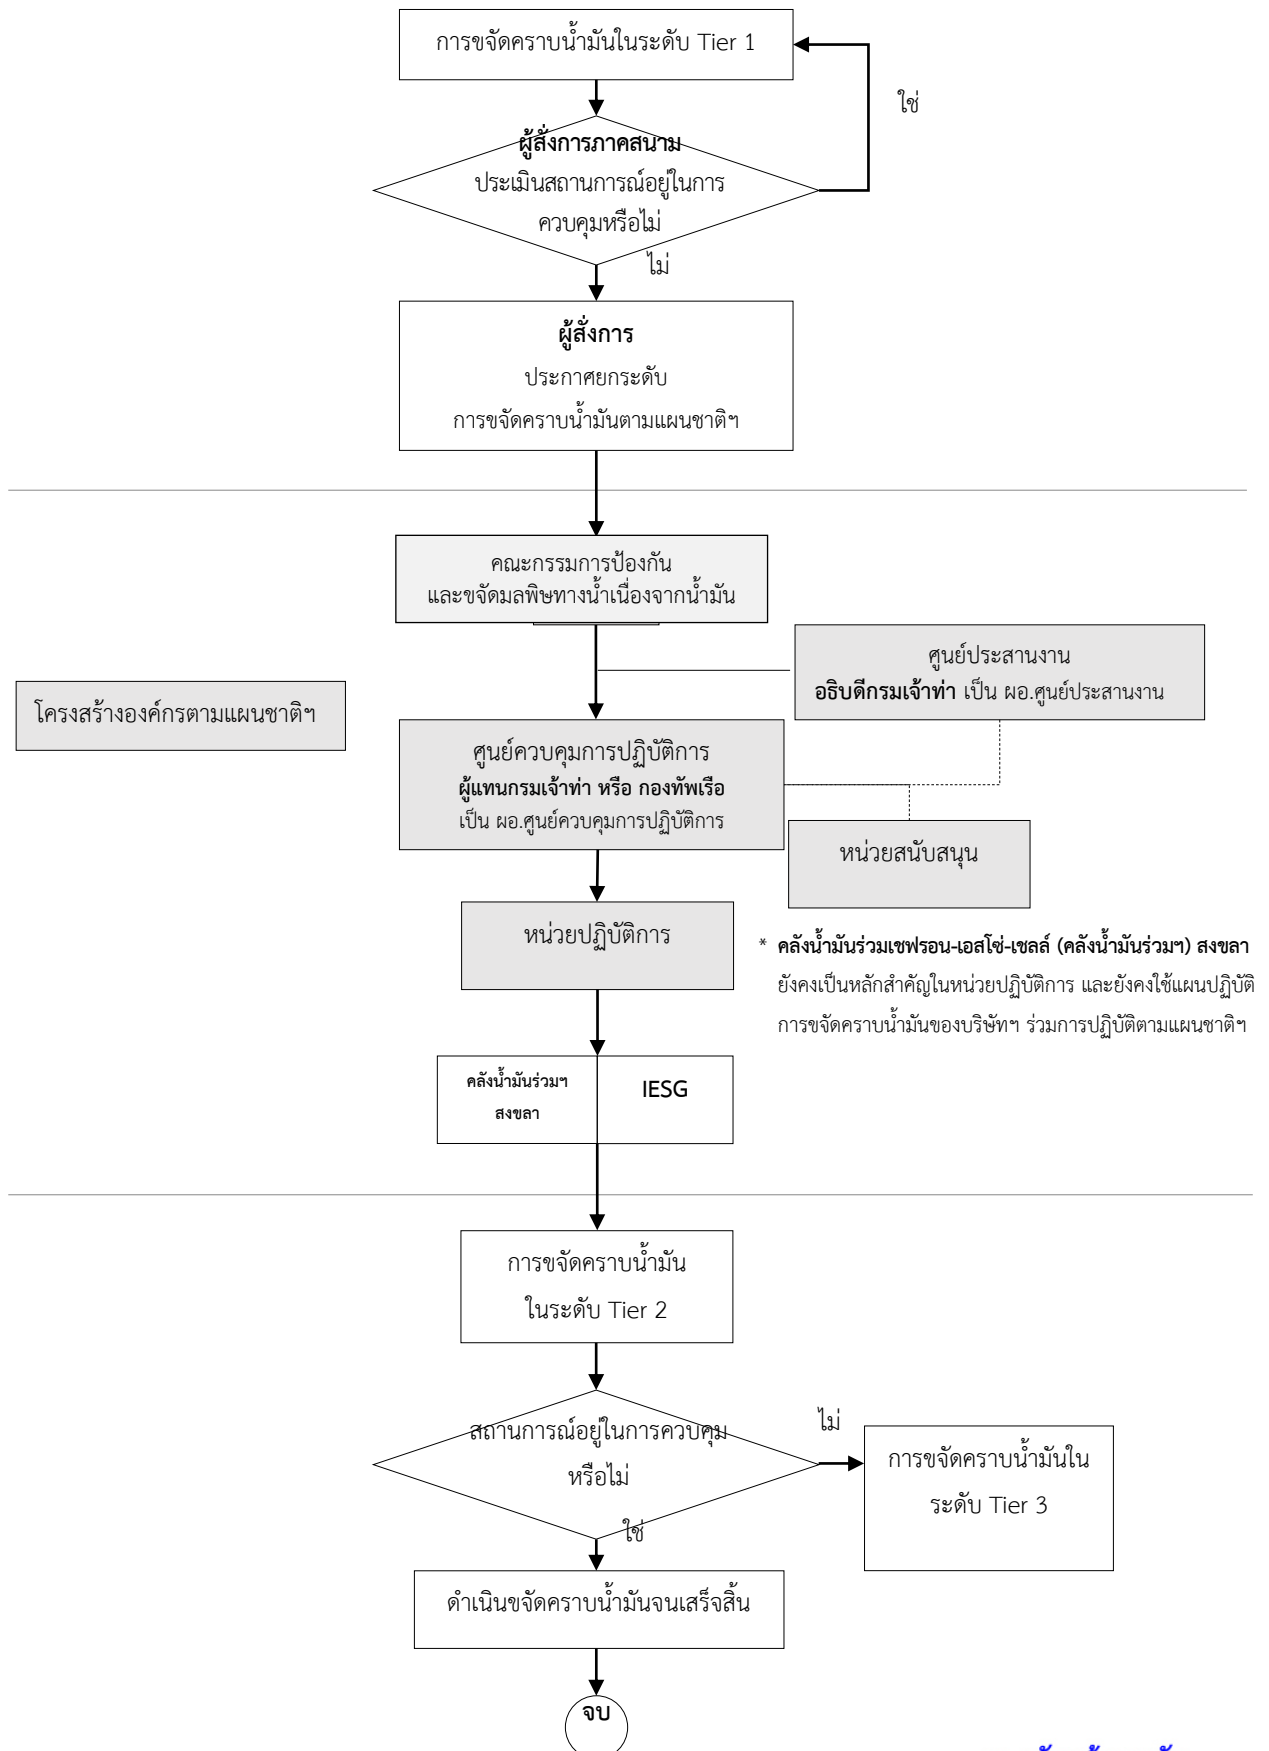 การขจัดคราบน้ำมันในระดับ Tier 1
ใช่
ผู้สั่งการภาคสนาม
ประเมินสถานการณ์อยู่ในการ
ควบคุมหรือไม่
ไม่
ผู้สั่งการ
ประกาศยกระดับ
การขจัดคราบน้ำมันตามแผนชาติฯ
คณะกรรมการป้องกัน
และขจัดมลพิษทางน้ำเนื่องจากน้ำมัน
ศูนย์ประสานงาน
อธิบดีกรมเจ้าท่า เป็น ผอ.ศูนย์ประสานงาน
โครงสร้างองค์กรตามแผนชาติฯ
ศูนย์ควบคุมการปฏิบัติการ
ผู้แทนกรมเจ้าท่า หรือ กองทัพเรือ
เป็น ผอ.ศูนย์ควบคุมการปฏิบัติการ
หน่วยสนับสนุน
หน่วยปฏิบัติการ
* คลังน้ำมันร่วมเชฟรอน-เอสโซ่-เชลล์ (คลังน้ำมันร่วมฯ) สงขลา
ยังคงเป็นหลักสำคัญในหน่วยปฏิบัติการ และยังคงใช้แผนปฏิบัติ
การขจัดคราบน้ำมันของบริษัทฯ ร่วมการปฏิบัติตามแผนชาติฯ
คลังน้ำมันร่วมฯ
สงขลา
IESG
การขจัดคราบน้ำมัน
ในระดับ Tier 2
สถานการณ์อยู่ในการควบคุม
หรือไม่
ไม่
การขจัดคราบน้ำมันใน
ระดับ Tier 3
ใช่
ดำเนินขจัดคราบน้ำมันจนเสร็จสิ้น
จบ